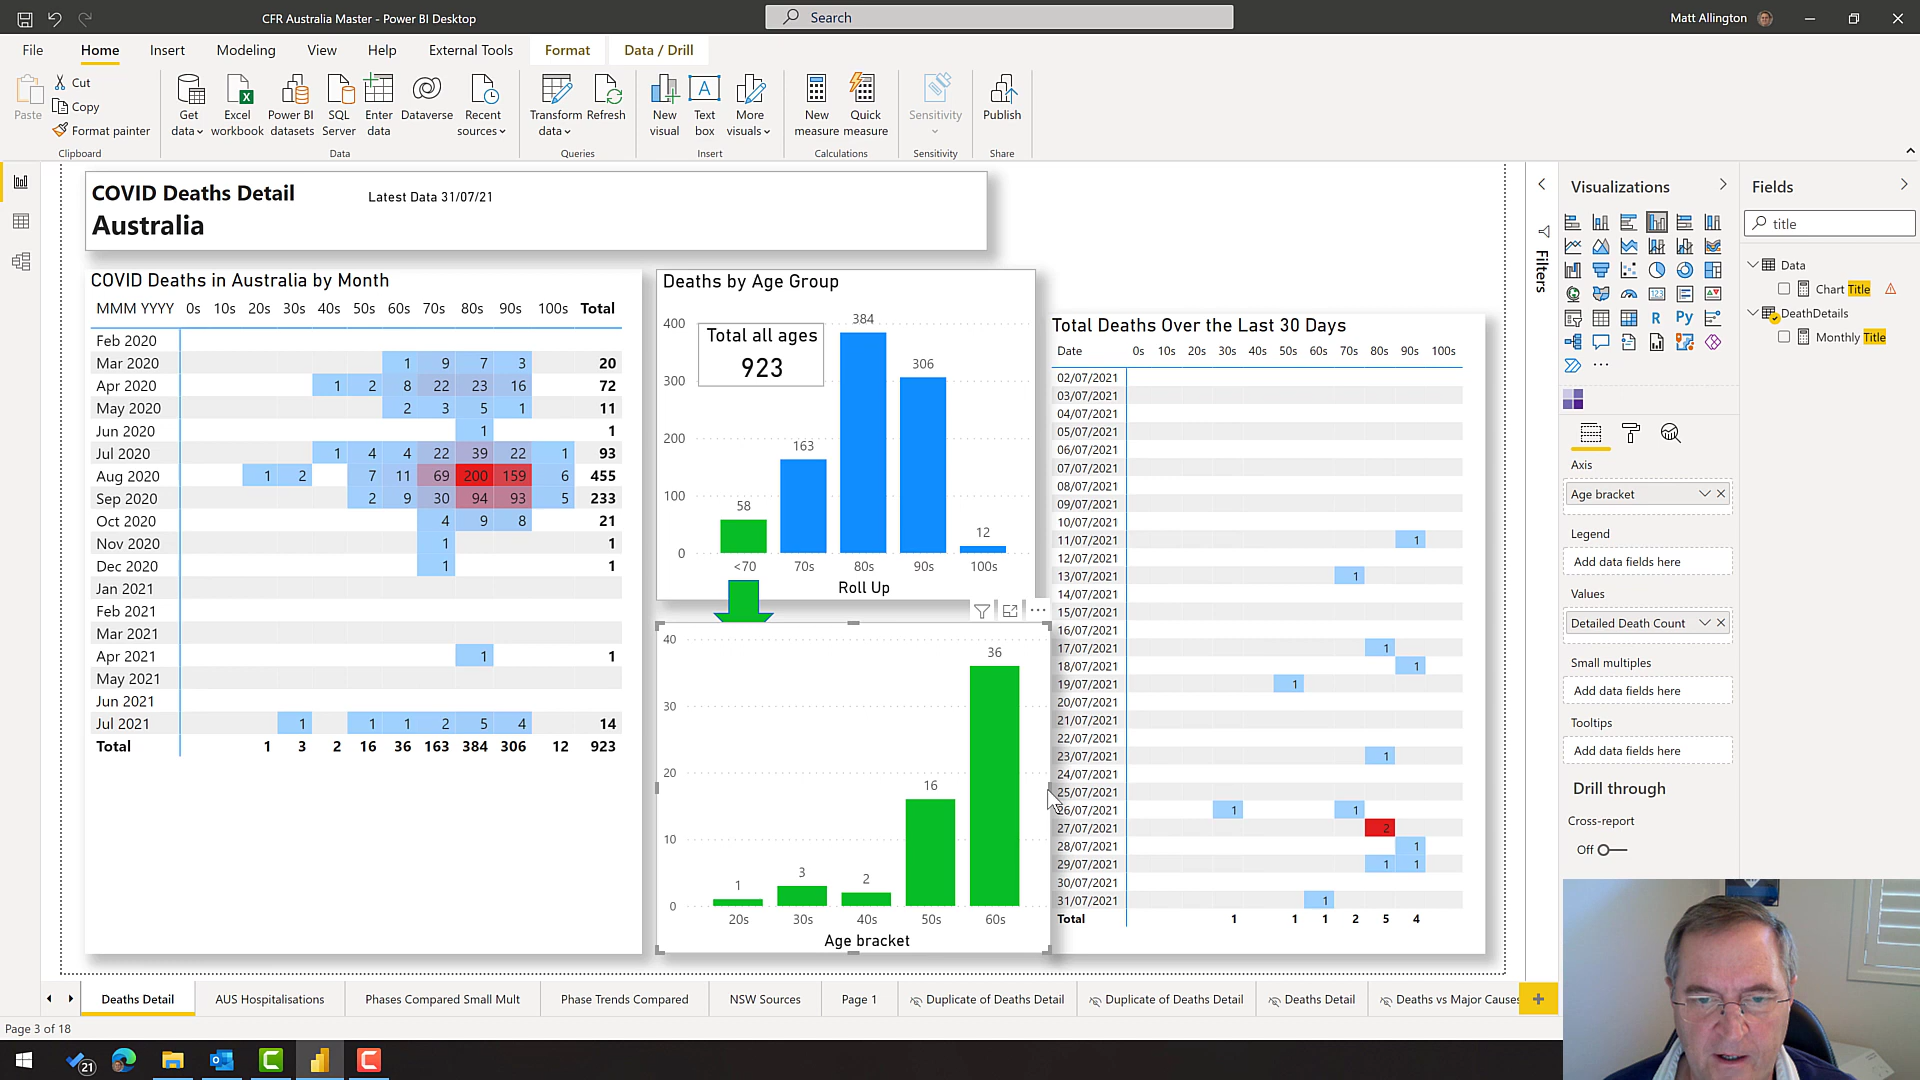 CFR Australia Master - Power BI Desktop
Search
Matt Allington
File Home Insert Modeling View Help External Tools Format Data / Drill
Paste
Cut
Copy
Format painter
Clipboard
Get data
Excel workbook
Power BI datasets
SQL Server
Enter data
Dataverse
Recent sources
Data
Transform data
Refresh
Queries
New visual
Text box
More visuals
Insert
New measure
Quick measure
Calculations
Sensitivity
Sensitivity
Publish
Share
COVID Deaths Detail
Latest Data 31/07/21
Australia
COVID Deaths in Australia by Month
MMM YYYY 0s 10s 20s 30s 40s 50s 60s 70s 80s 90s 100s Total
Feb 2020
Mar 2020 1 9 7 3 20
Apr 2020 1 2 8 22 23 16 72
May 2020 2 3 5 1 11
Jun 2020 1 1
Jul 2020 1 4 4 22 39 22 1 93
Aug 2020 1 2 7 11 69 200 159 6 455
Sep 2020 2 9 30 94 93 5 233
Oct 2020 4 9 8 21
Nov 2020 1 1
Dec 2020 1 1
Jan 2021
Feb 2021
Mar 2021
Apr 2021 1 1
May 2021
Jun 2021
Jul 2021 1 1 1 2 5 4 14
Total 1 3 2 16 36 163 384 306 12 923
Deaths by Age Group
Total all ages
923
400
300
200
100
0
58 163 384 306 12
<70 70s 80s 90s 100s
Roll Up
40
30
20
10
0
1 3 2 16 36
20s 30s 40s 50s 60s
Age bracket
Total Deaths Over the Last 30 Days
Date 0s 10s 20s 30s 40s 50s 60s 70s 80s 90s 100s
02/07/2021
03/07/2021
04/07/2021
05/07/2021
06/07/2021
07/07/2021
08/07/2021
09/07/2021
10/07/2021
11/07/2021 1
12/07/2021
13/07/2021 1
14/07/2021
15/07/2021
16/07/2021
17/07/2021 1
18/07/2021 1
19/07/2021 1
20/07/2021
21/07/2021
22/07/2021
23/07/2021 1
24/07/2021
25/07/2021
26/07/2021 1 1
27/07/2021 2
28/07/2021 1
29/07/2021 1 1
30/07/2021
31/07/2021 1
Total 1 1 1 2 5 4
Filters
Visualizations
R Py
123
Axis
Age bracket
Legend
Add data fields here
Values
Detailed Death Count
Small multiples
Add data fields here
Tooltips
Add data fields here
Drill through
Cross-report
Off
Fields
title
Data
Chart Title
DeathDetails
Monthly Title
Deaths Detail AUS Hospitalisations Phases Compared Small Mult Phase Trends Compared NSW Sources Page 1 Duplicate of Deaths Detail Duplicate of Deaths Detail Deaths Detail Deaths vs Major Causes
Page 3 of 18
21